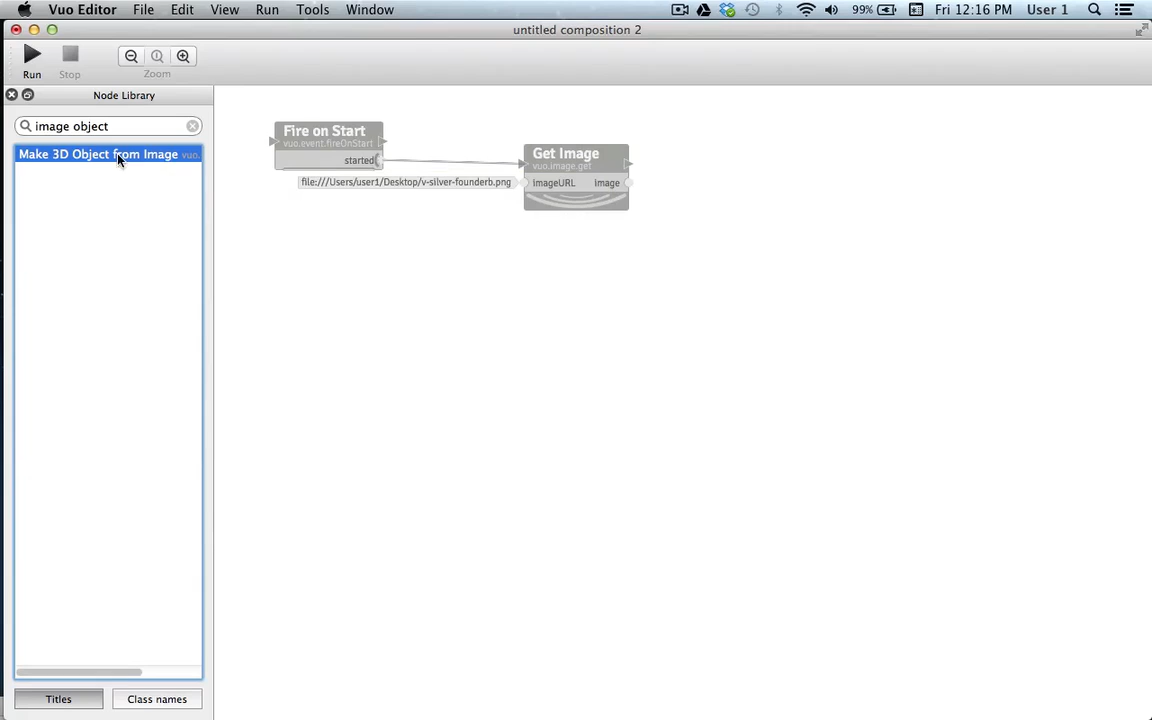 Vuo Editor File Edit View Run Tools Window 99% Fri 12:16 PM User 1
untitled composition 2
Run Stop Zoom
Node Library
image object
Make 3D Object from Image vuo.
Fire on Start
vuo.event.fireOnStart
started
Get Image
vuo.image.get
file:///Users/user1/Desktop/v-silver-founderb.png imageURL image
Titles Class names